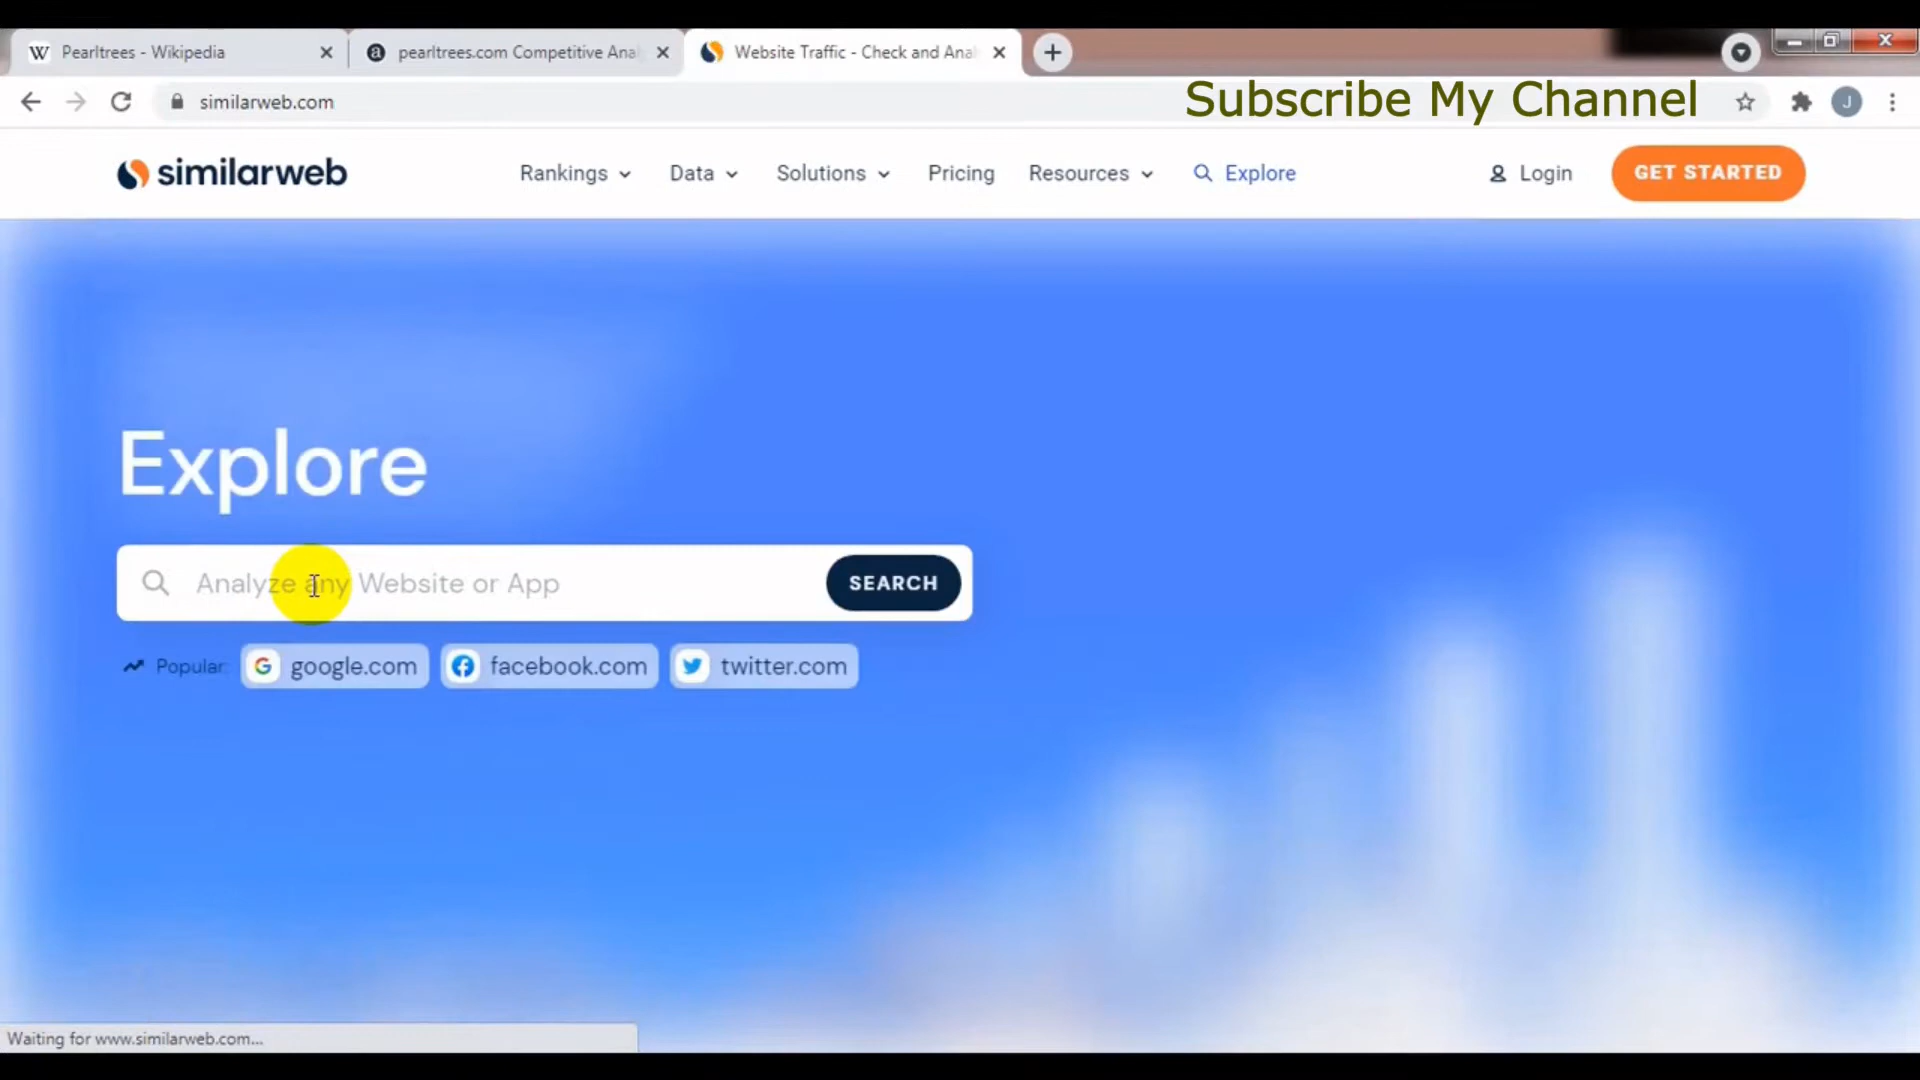 Pearltrees - Wikipedia
pearltrees.com Competitive Anal
Website Traffic - Check and Anal
similarweb.com
Subscribe My Channel
J
similarweb
Rankings
Data
Solutions
Pricing
Resources
Explore
Login
GET STARTED
Explore
Analyze any Website or App
SEARCH
Popular:
google.com
facebook.com
twitter.com
Waiting for www.similarweb.com...